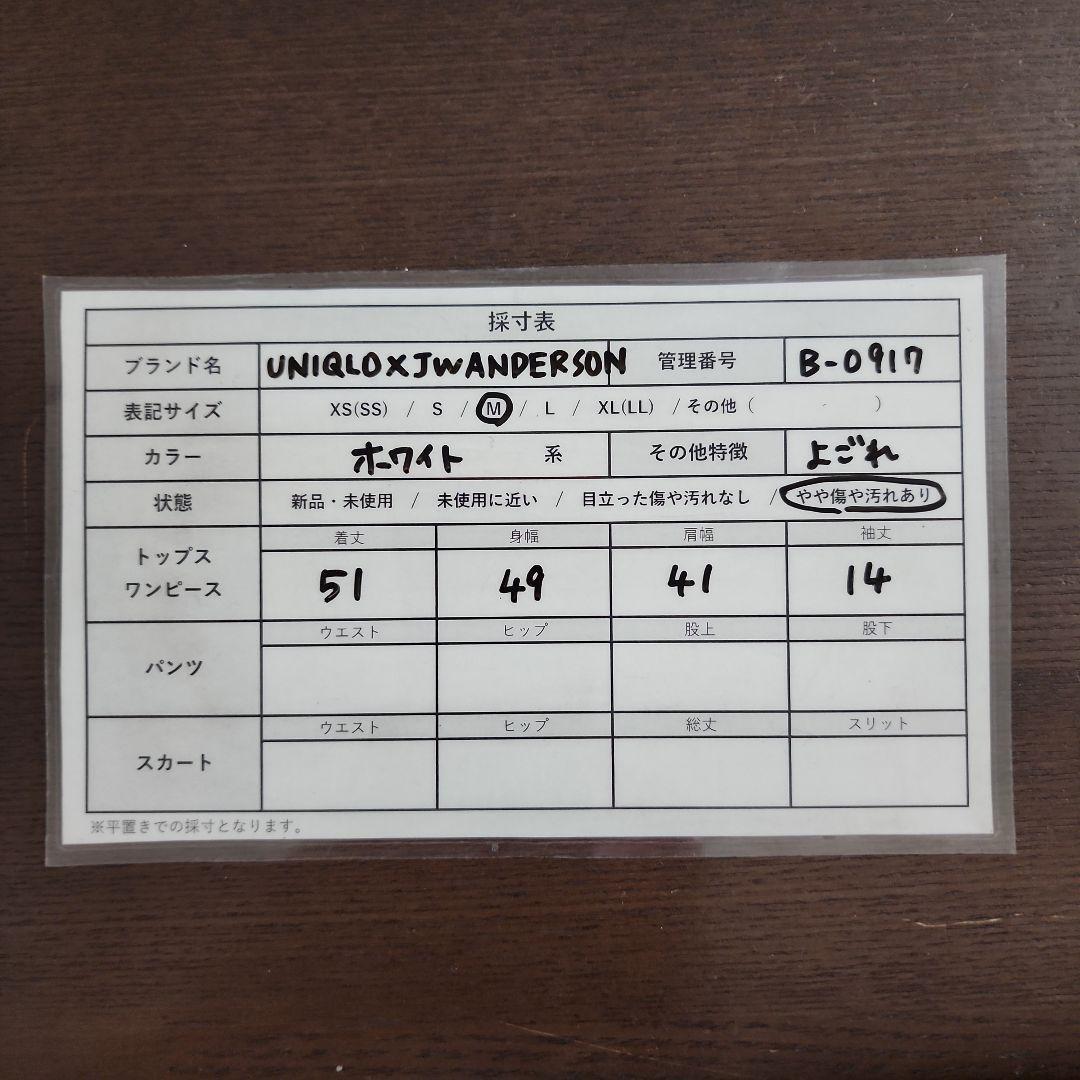 採寸表
ブランド名 UNIQLO×JWANDERSON 管理番号 B-0917
表記サイズ XS(SS) / S / M / L / XL(LL) / その他 ( )
カラー ホワイト 系 その他特徴 よごれ
状態 新品・未使用 / 未使用に近い / 目立った傷や汚れなし / やや傷や汚れあり
トップス ワンピース 着丈 身幅 肩幅 袖丈
51 49 41 14
パンツ ウエスト ヒップ 股上 股下
スカート ウエスト ヒップ 総丈 スリット
※平置きでの採寸となります。